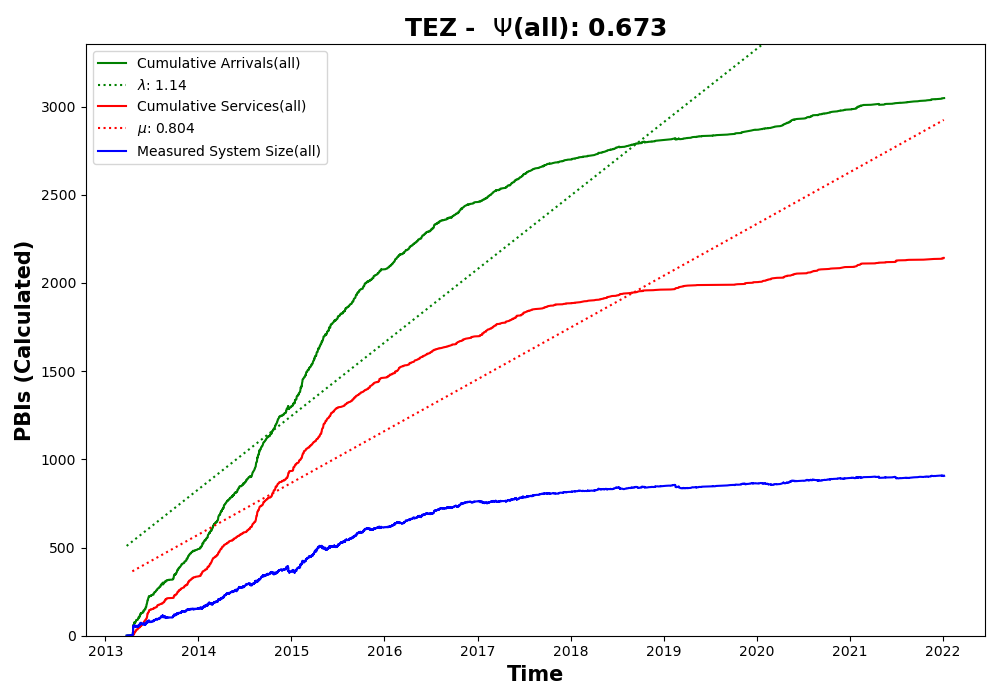 TEZ - Ψ(all): 0.673
Cumulative Arrivals(all)
λ: 1.14
Cumulative Services(all)
μ: 0.804
Measured System Size(all)
PBIs (Calculated)
3000
2500
2000
1500
1000
500
0
2013 2014 2015 2016 2017 2018 2019 2020 2021 2022
Time